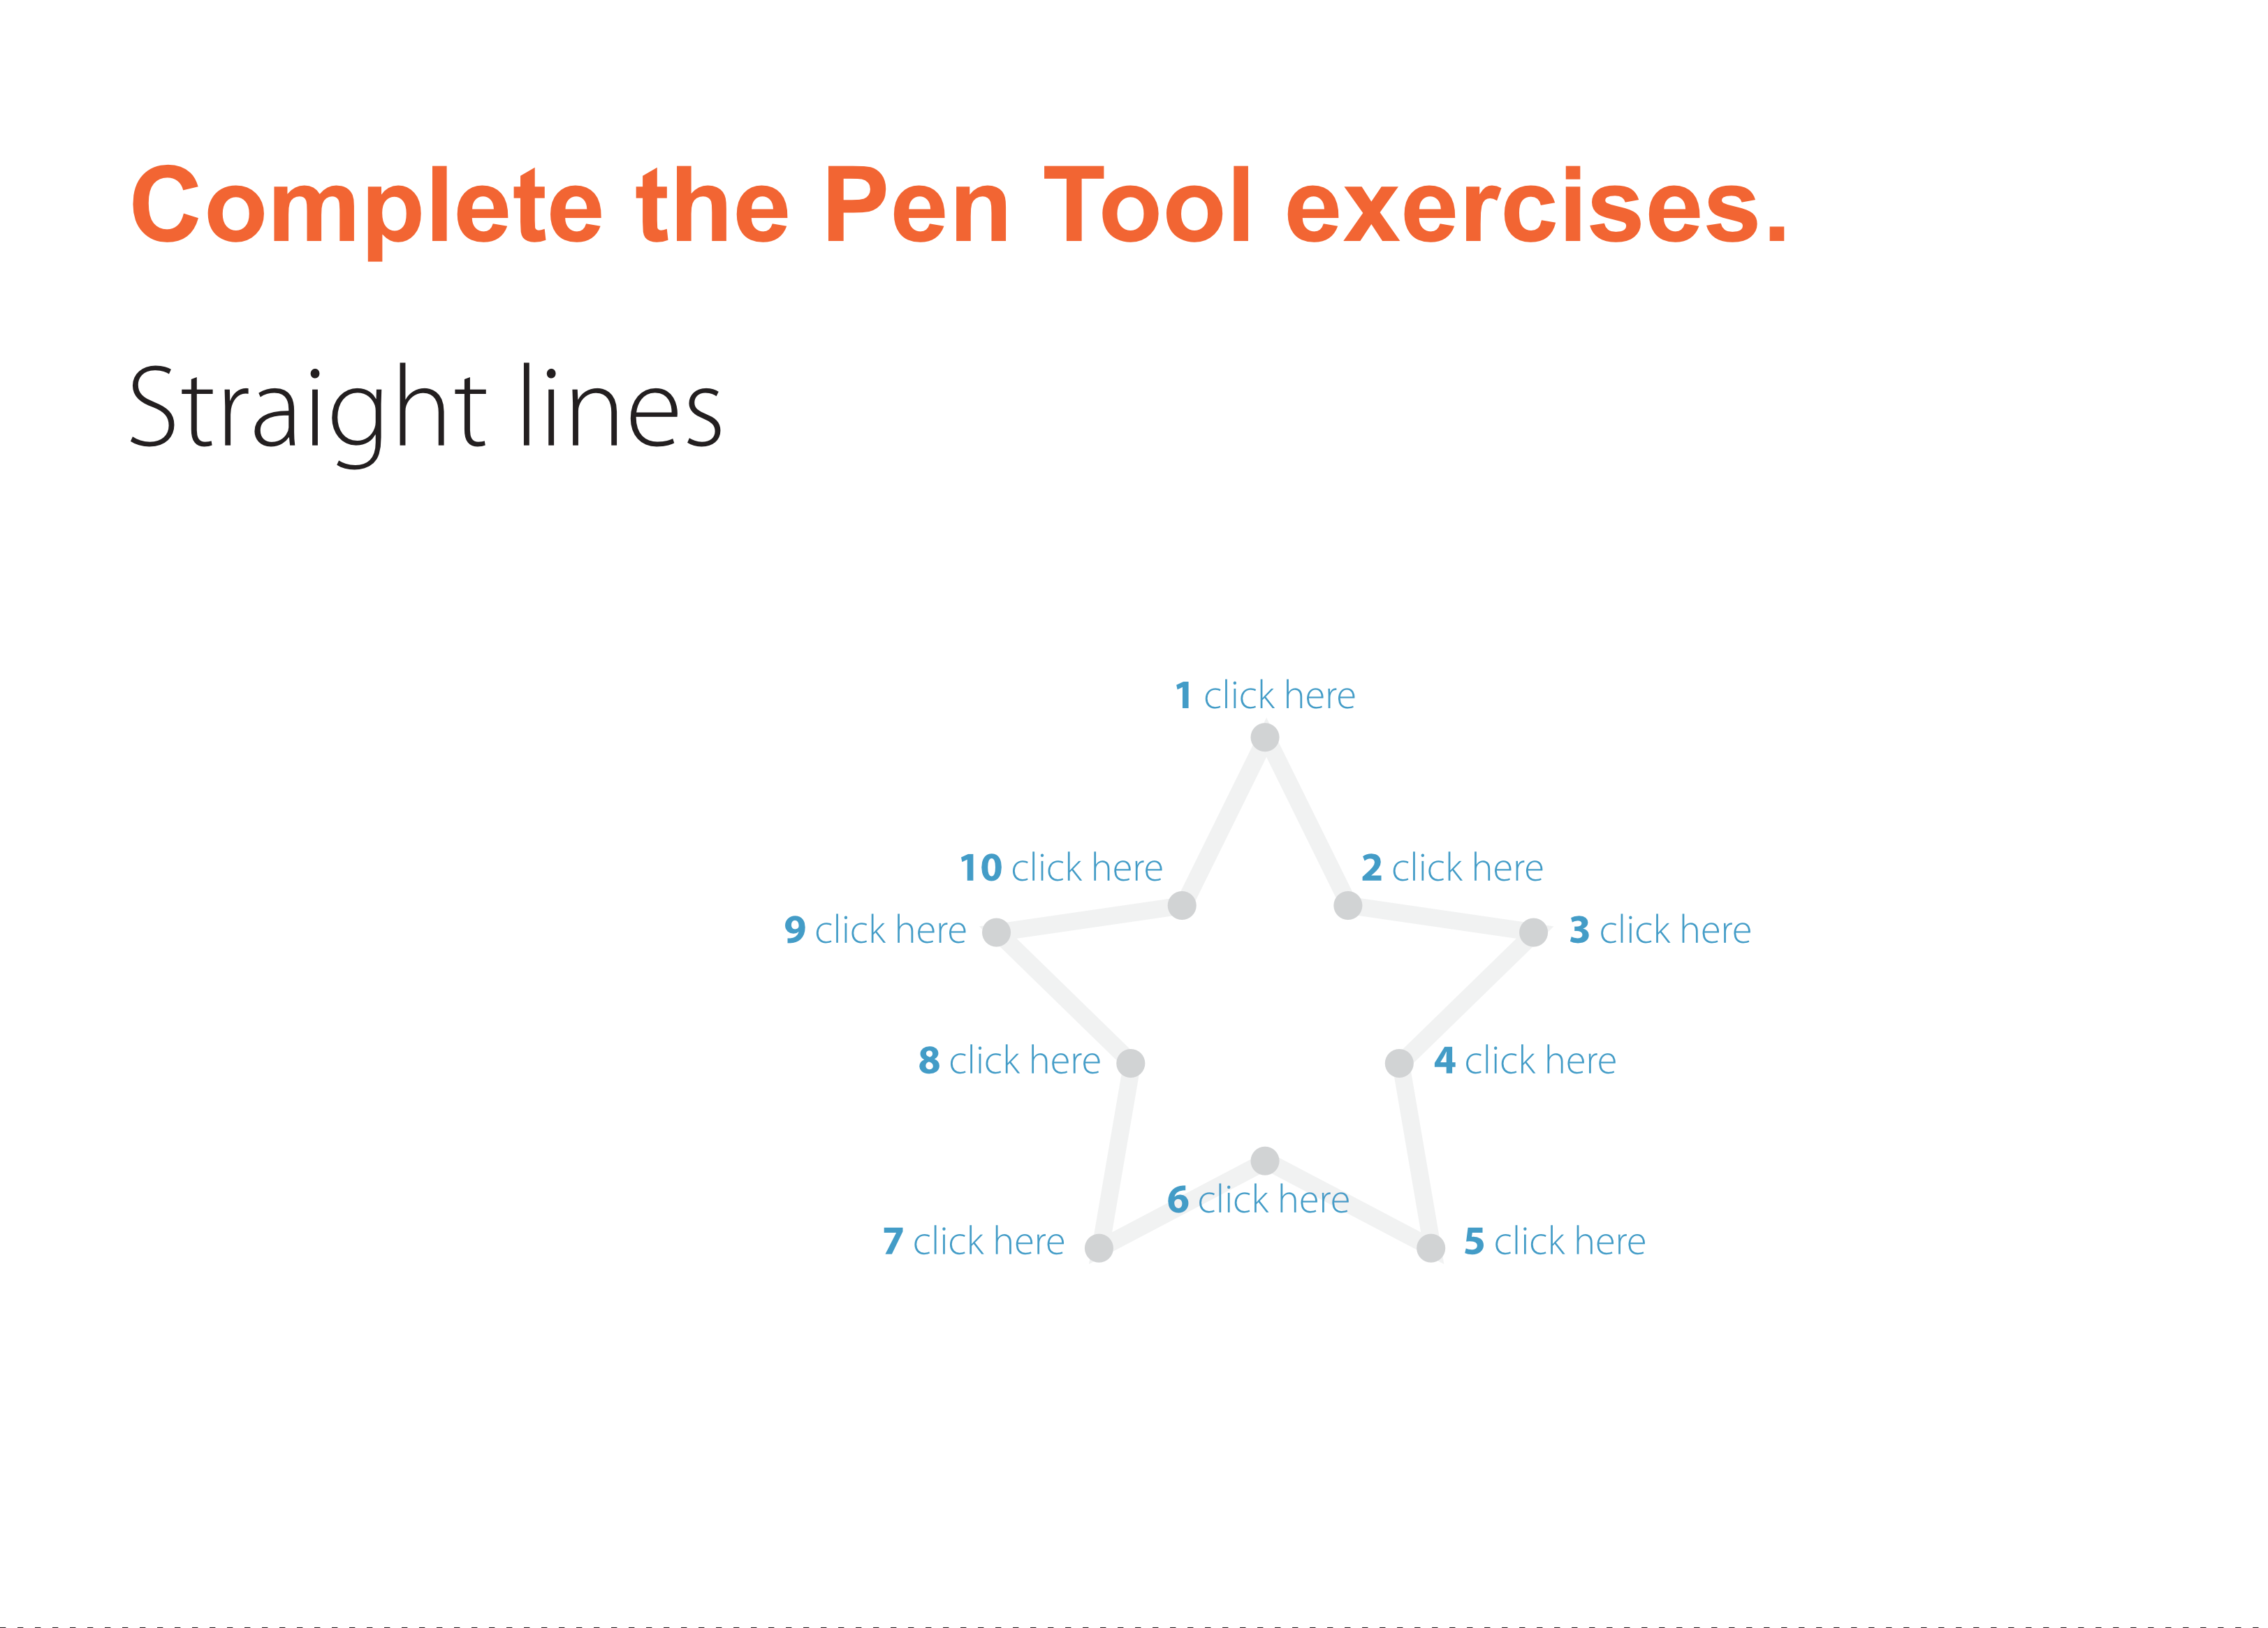 Complete the Pen Tool exercises.
Straight lines
1 click here
10 click here
2 click here
9 click here
3 click here
8 click here
4 click here
6 click here
7 click here
5 click here